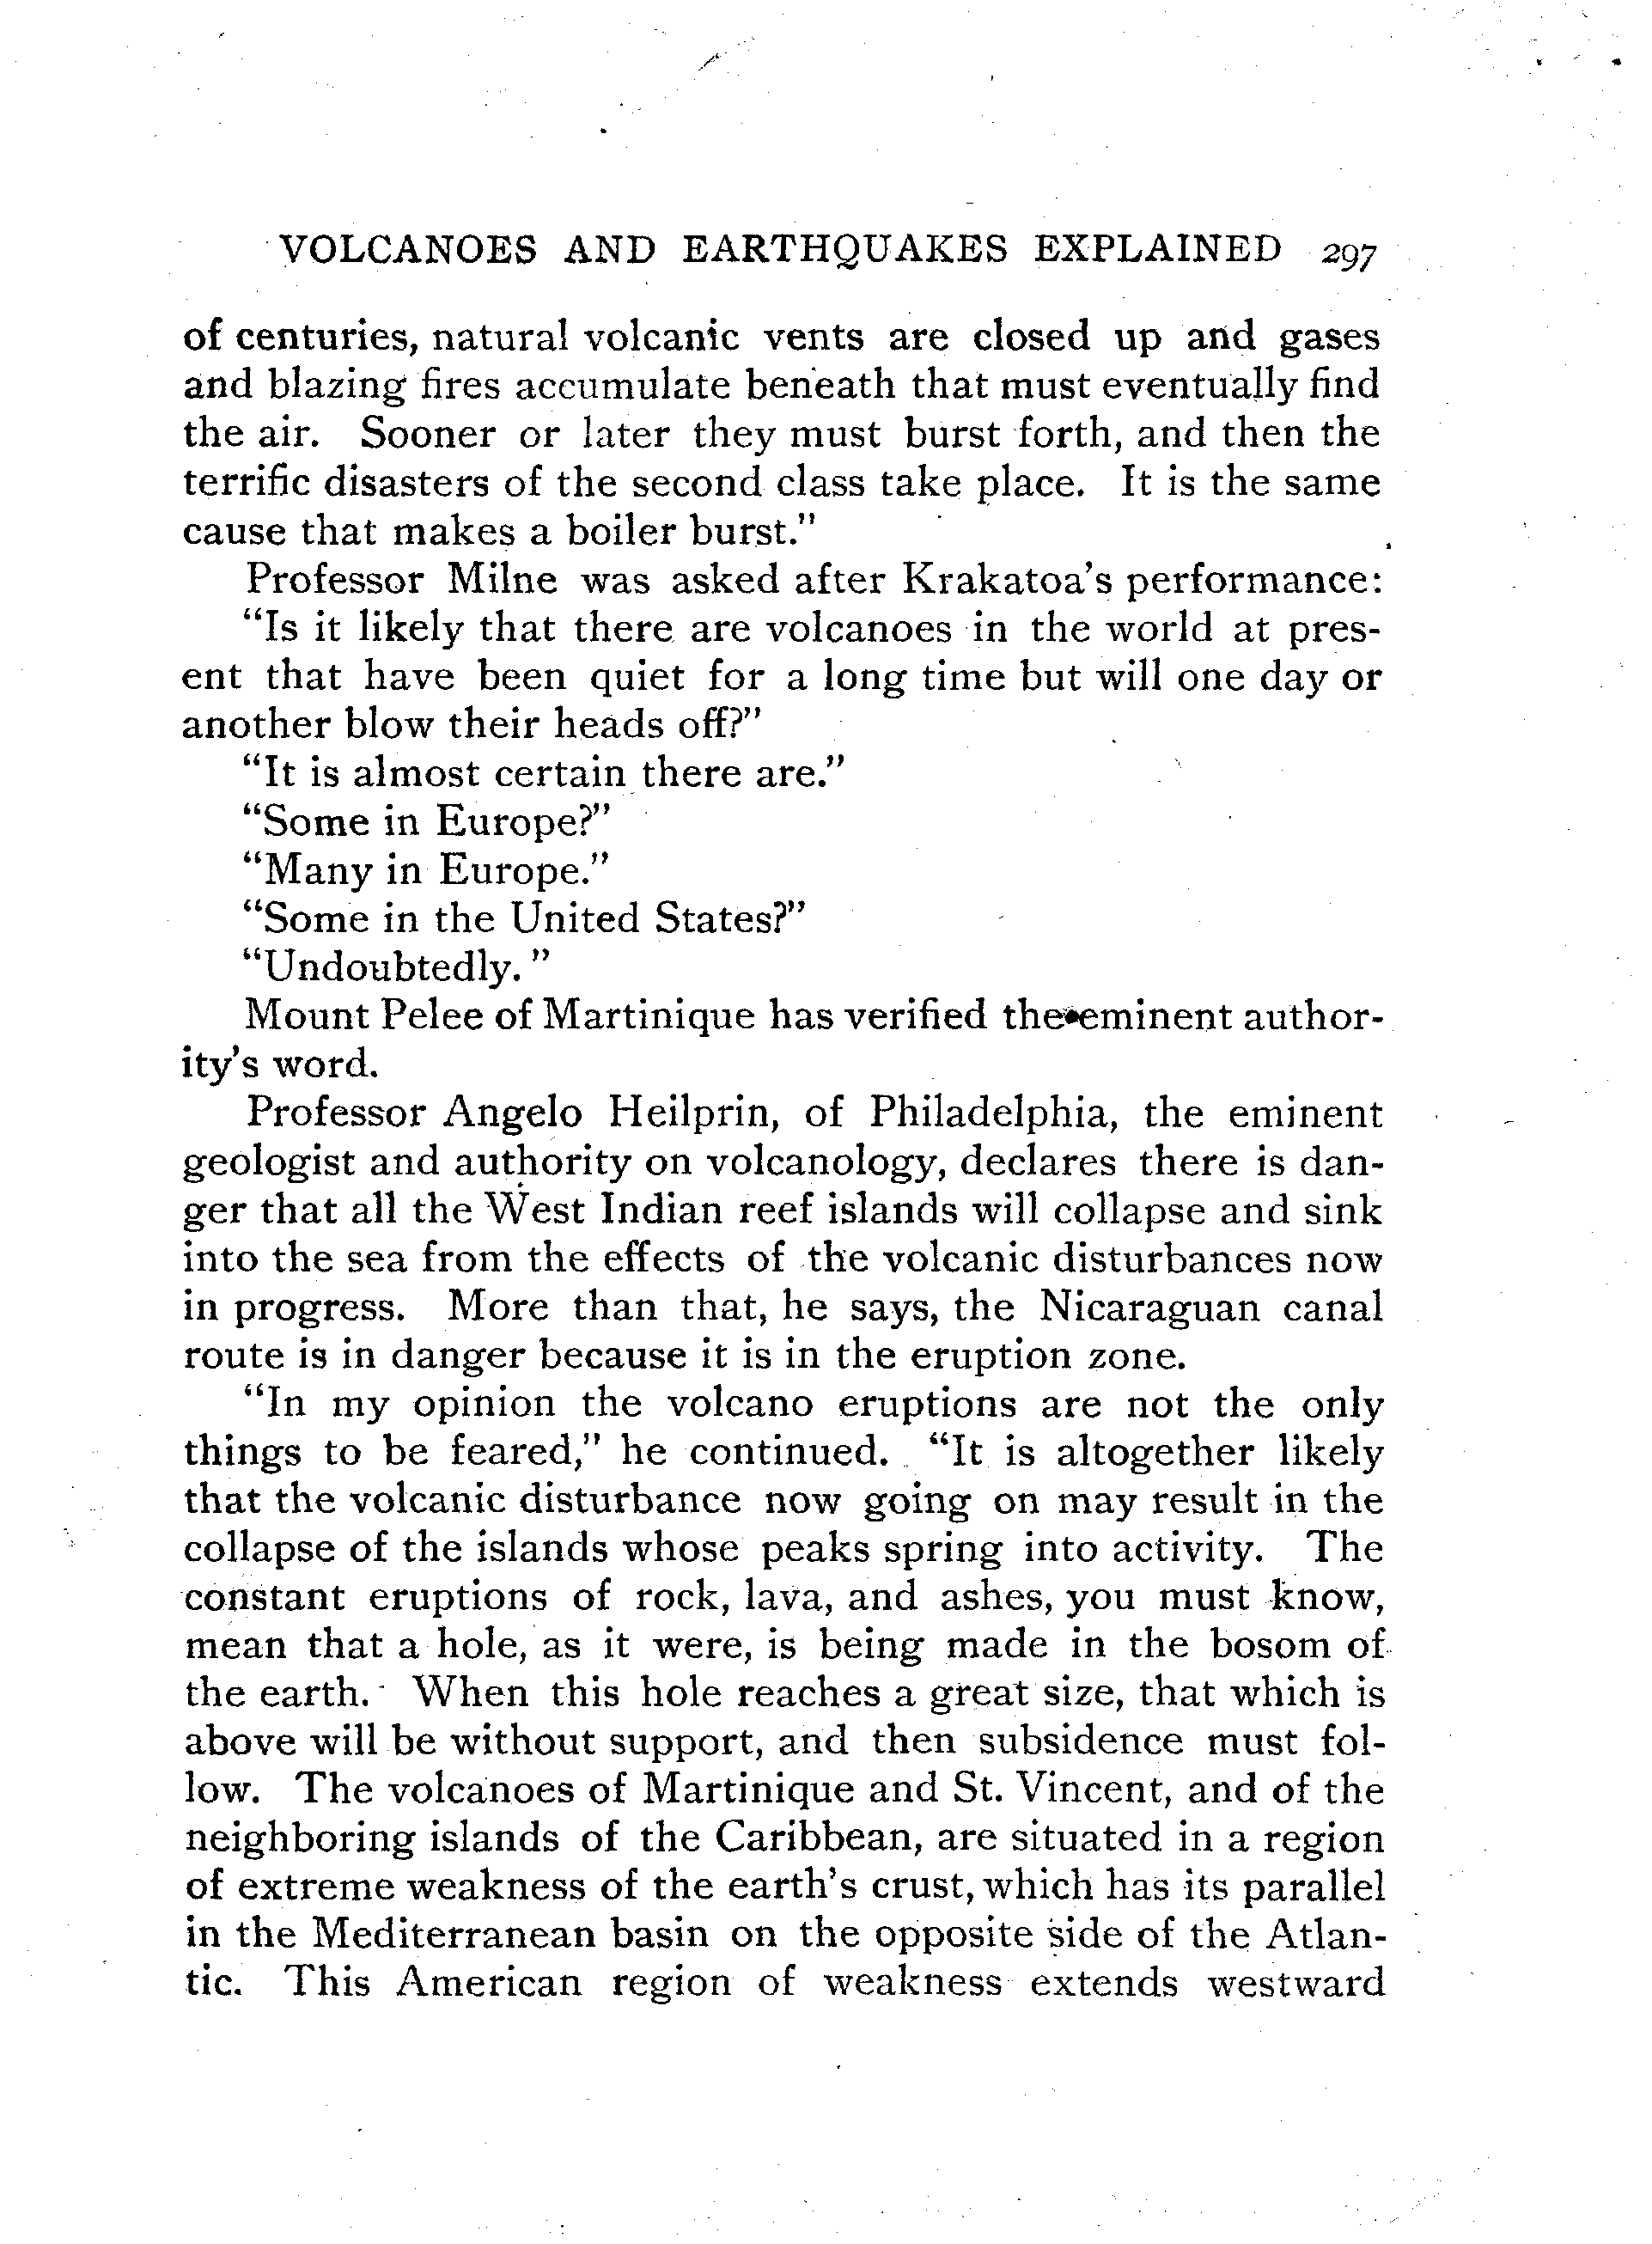 VOLCANOES AND EARTHQUAKES EXPLAINED 297
of centuries, natural volcanic vents are closed up and gases
and blazing fires accumulate beneath that must eventually find
the air. Sooner or later they must burst forth, and then the
terrific disasters of the second class take place. It is the same
cause that makes a boiler burst."
Professor Milne was asked after Krakatoa's performance:
"Is it likely that there are volcanoes in the world at pres-
ent that have been quiet for a long time but will one day or
another blow their heads off?"
"It is almost certain there are."
"Some in Europe?"
"Many in Europe."
"Some in the United States?"
"Undoubtedly."
Mount Pelee of Martinique has verified the eminent author-
ity's word.
Professor Angelo Heilprin, of Philadelphia, the eminent
geologist and authority on volcanology, declares there is dan-
ger that all the West Indian reef islands will collapse and sink
into the sea from the effects of the volcanic disturbances now
in progress. More than that, he says, the Nicaraguan canal
route is in danger because it is in the eruption zone.
"In my opinion the volcano eruptions are not the only
things to be feared," he continued. "It is altogether likely
that the volcanic disturbance now going on may result in the
collapse of the islands whose peaks spring into activity. The
constant eruptions of rock, lava, and ashes, you must know,
mean that a hole, as it were, is being made in the bosom of
the earth. When this hole reaches a great size, that which is
above will be without support, and then subsidence must fol-
low. The volcanoes of Martinique and St. Vincent, and of the
neighboring islands of the Caribbean, are situated in a region
of extreme weakness of the earth's crust, which has its parallel
in the Mediterranean basin on the opposite side of the Atlan-
tic. This American region of weakness extends westward